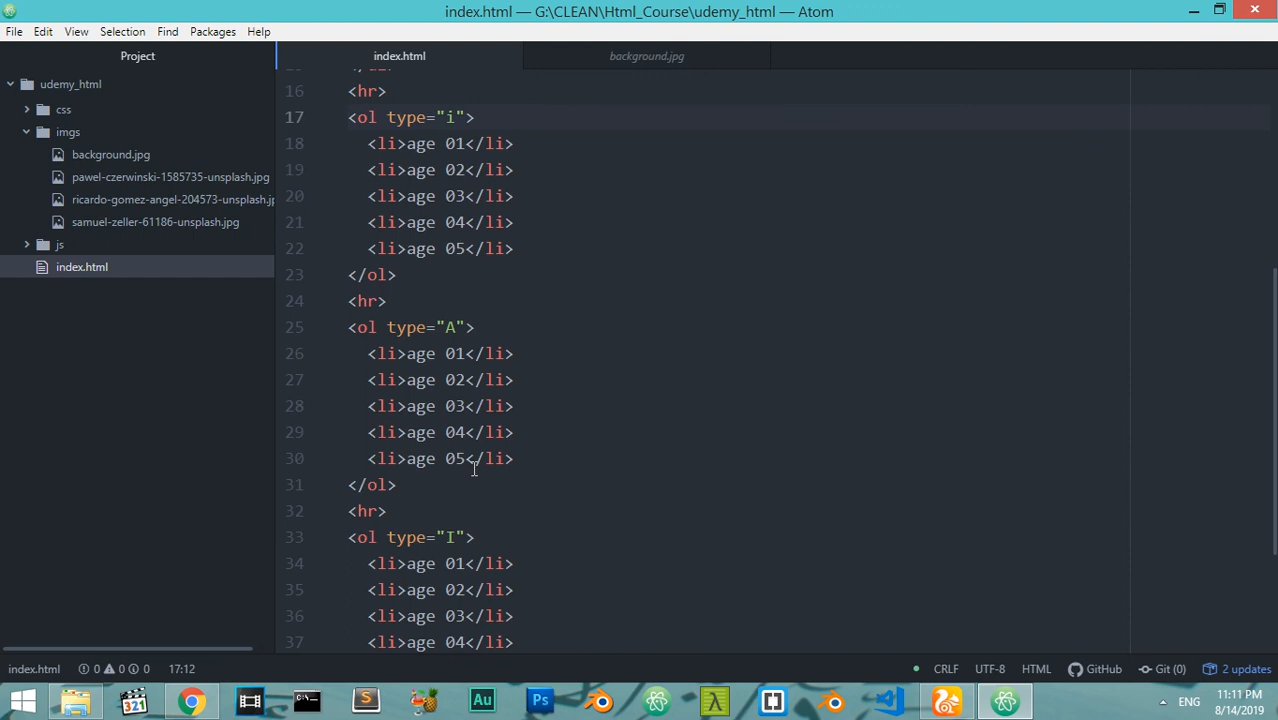 index.html — G:\CLEAN\Html_Course\udemy_html — Atom
File Edit View Selection Find Packages Help
Project
index.html
background.jpg
udemy_html
css
imgs
background.jpg
pawel-czerwinski-1585735-unsplash.jpg
ricardo-gomez-angel-204573-unsplash.jp
samuel-zeller-61186-unsplash.jpg
js
index.html
16 <hr>
17 <ol type="i">
18 <li>age 01</li>
19 <li>age 02</li>
20 <li>age 03</li>
21 <li>age 04</li>
22 <li>age 05</li>
23 </ol>
24 <hr>
25 <ol type="A">
26 <li>age 01</li>
27 <li>age 02</li>
28 <li>age 03</li>
29 <li>age 04</li>
30 <li>age 05</li>
31 </ol>
32 <hr>
33 <ol type="I">
34 <li>age 01</li>
35 <li>age 02</li>
36 <li>age 03</li>
37 <li>age 04</li>
index.html 0 0 0 17:12 CRLF UTF-8 HTML GitHub Git (0) 2 updates
321 Au Ps ENG
11:11 PM
8/14/2019